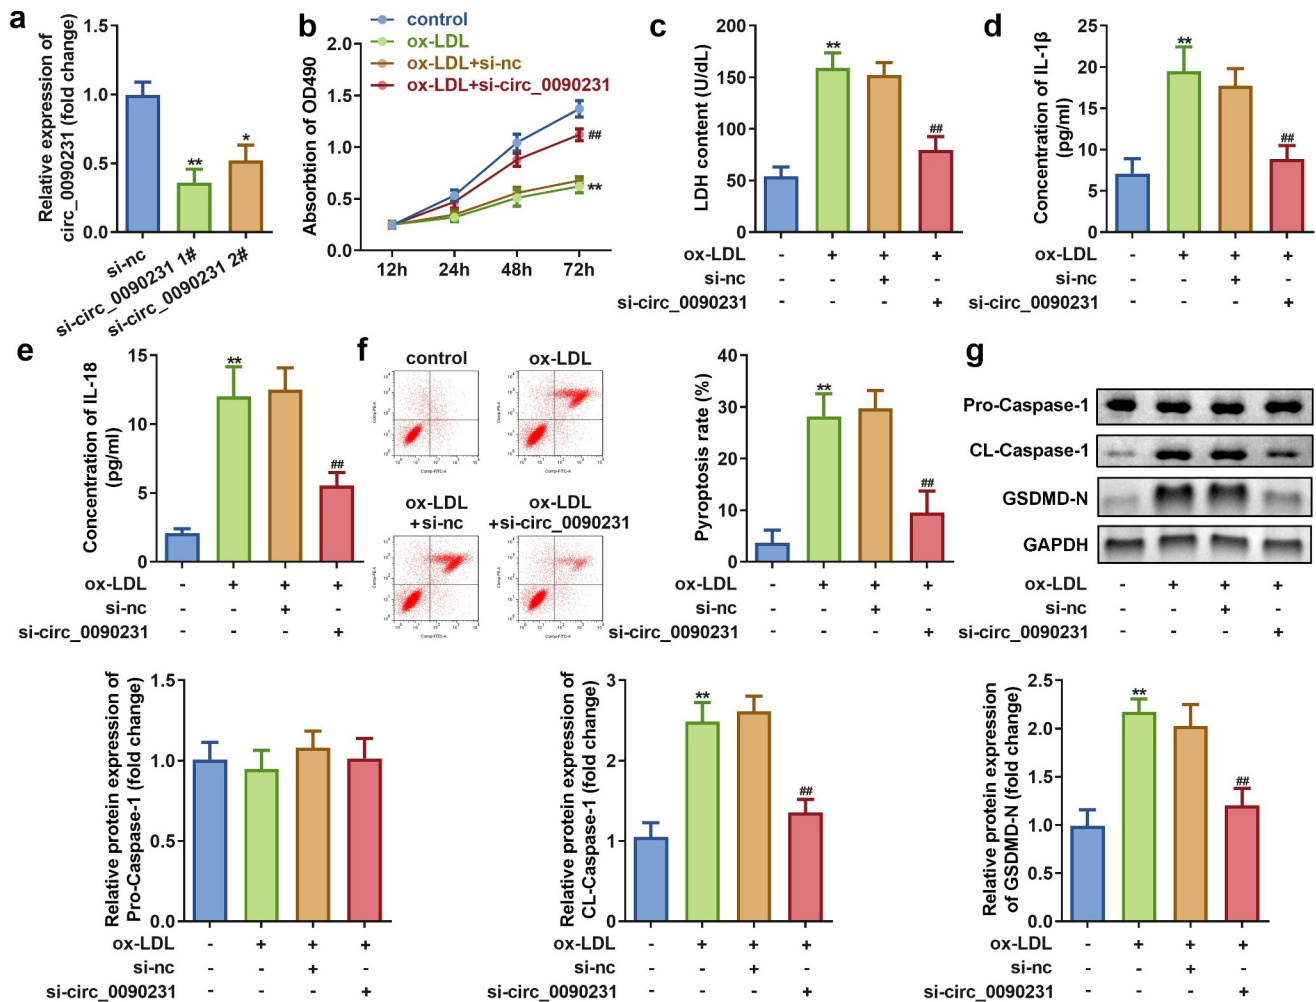 a
Relative expression of
circ_0090231 (fold change)
1.5
1.0
0.5
0.0
**
*
si-nc
si-circ_0090231 1#
si-circ_0090231 2#
b
control
ox-LDL
ox-LDL+si-nc
ox-LDL+si-circ_0090231
Absorbtion of OD490
2.0
1.5
1.0
0.5
0.0
##
**
12h 24h 48h 72h
c
LDH content (U/dL)
200
150
100
50
0
**
##
ox-LDL - + + +
si-nc - - + -
si-circ_0090231 - - - +
d
Concentration of IL-1β
(pg/ml)
25
20
15
10
5
0
**
##
ox-LDL - + + +
si-nc - - + -
si-circ_0090231 - - - +
e
Concentration of IL-18
(pg/ml)
15
10
5
0
**
##
ox-LDL - + + +
si-nc - - + -
si-circ_0090231 - - - +
f
control
ox-LDL
ox-LDL
+si-nc
ox-LDL
+si-circ_0090231
Comp-FITC-A
Comp-FITC-A
Comp-FITC-A
Comp-FITC-A
Pyroptosis rate (%)
40
30
20
10
0
**
##
ox-LDL - + + +
si-nc - - + -
si-circ_0090231 - - - +
g
Pro-Caspase-1
CL-Caspase-1
GSDMD-N
GAPDH
ox-LDL - + + +
si-nc - - + -
si-circ_0090231 - - - +
Relative protein expression of
Pro-Caspase-1 (fold change)
1.5
1.0
0.5
0.0
ox-LDL - + + +
si-nc - - + -
si-circ_0090231 - - - +
Relative protein expression of
CL-Caspase-1 (fold change)
3
2
1
0
**
##
ox-LDL - + + +
si-nc - - + -
si-circ_0090231 - - - +
Relative protein expression
of GSDMD-N (fold change)
2.5
2.0
1.5
1.0
0.5
0.0
**
##
ox-LDL - + + +
si-nc - - + -
si-circ_0090231 - - - +